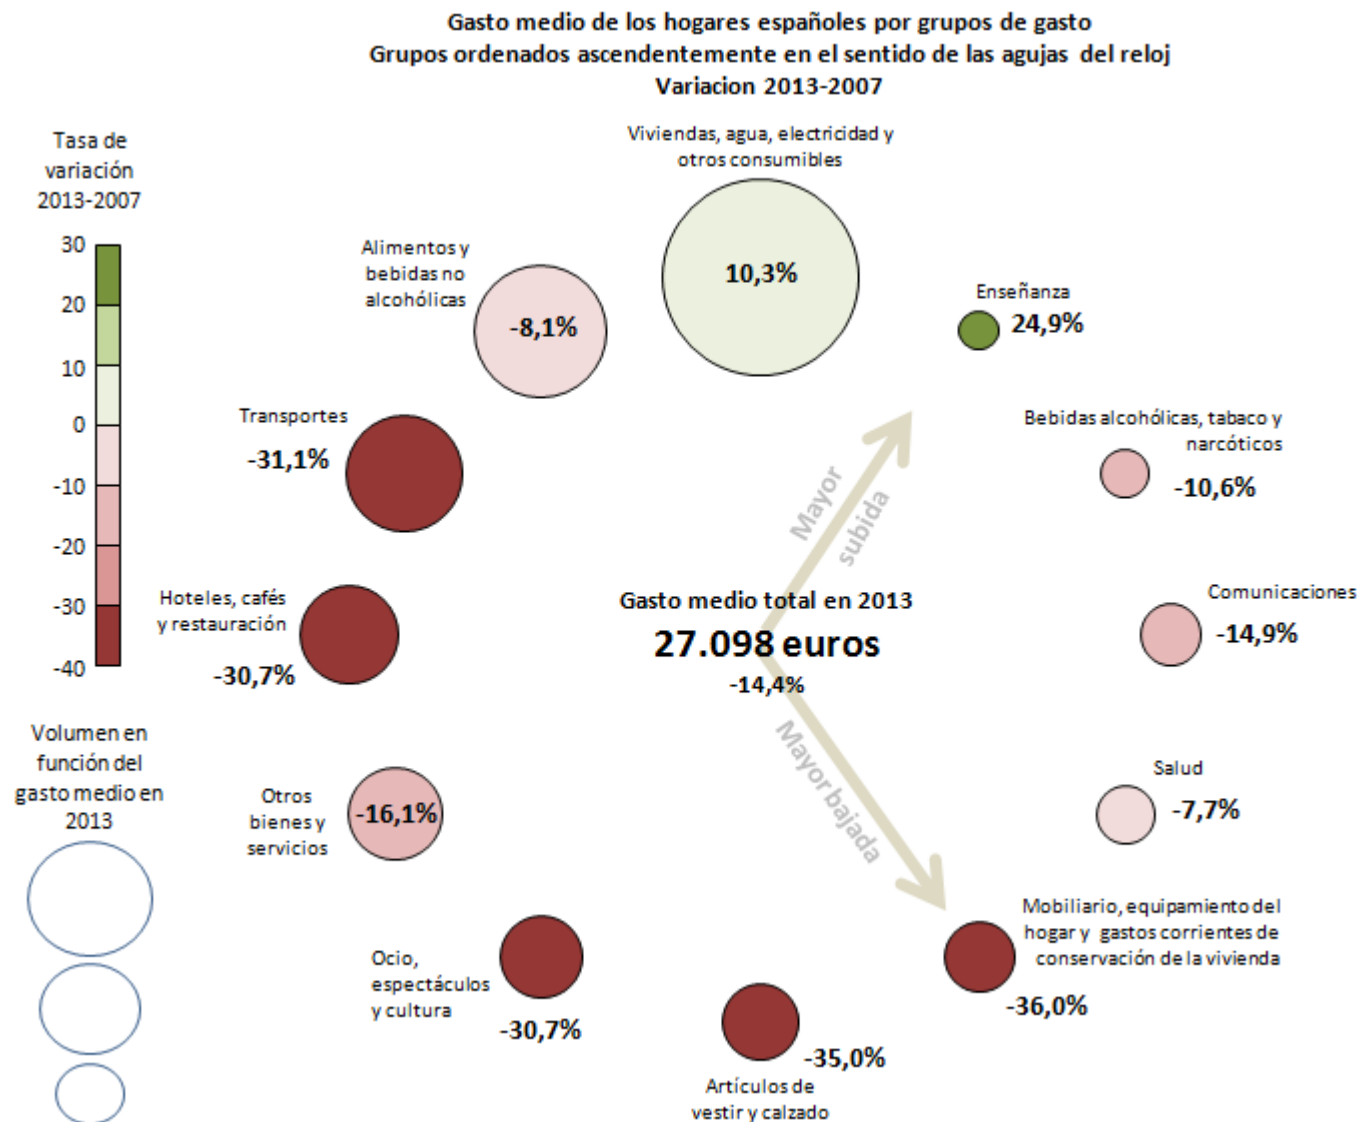 Gasto medio de los hogares españoles por grupos de gasto
Grupos ordenados ascendentemente en el sentido de las agujas del reloj
Variacion 2013-2007
Tasa de
variación
2013-2007
30
20
10
0
-10
-20
-30
-40
Volumen en
función del
gasto medio en
2013
Viviendas, agua, electricidad y
otros consumibles
10,3%
Enseñanza
24,9%
Bebidas alcohólicas, tabaco y
narcóticos
-10,6%
Comunicaciones
-14,9%
Salud
-7,7%
Mobiliario, equipamiento del
hogar y gastos corrientes de
conservación de la vivienda
-36,0%
Artículos de
vestir y calzado
-35,0%
Ocio,
espectáculos
y cultura
-30,7%
Otros
bienes y
servicios
-16,1%
Hoteles, cafés
y restauración
-30,7%
Transportes
-31,1%
Alimentos y
bebidas no
alcohólicas
-8,1%
Mayor
subida
Gasto medio total en 2013
27.098 euros
-14,4%
Mayor bajada